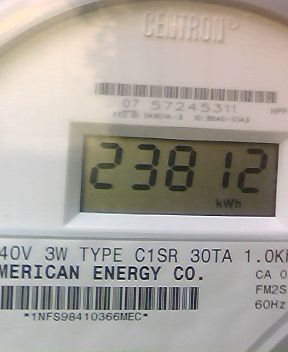 CENTRON®
07 57245311
23812
kWh
40V 3W TYPE C1SR 30TA 1.0K
MERICAN ENERGY CO.
CA 0
FM2S
60Hz
*1NFS98410366MEC*